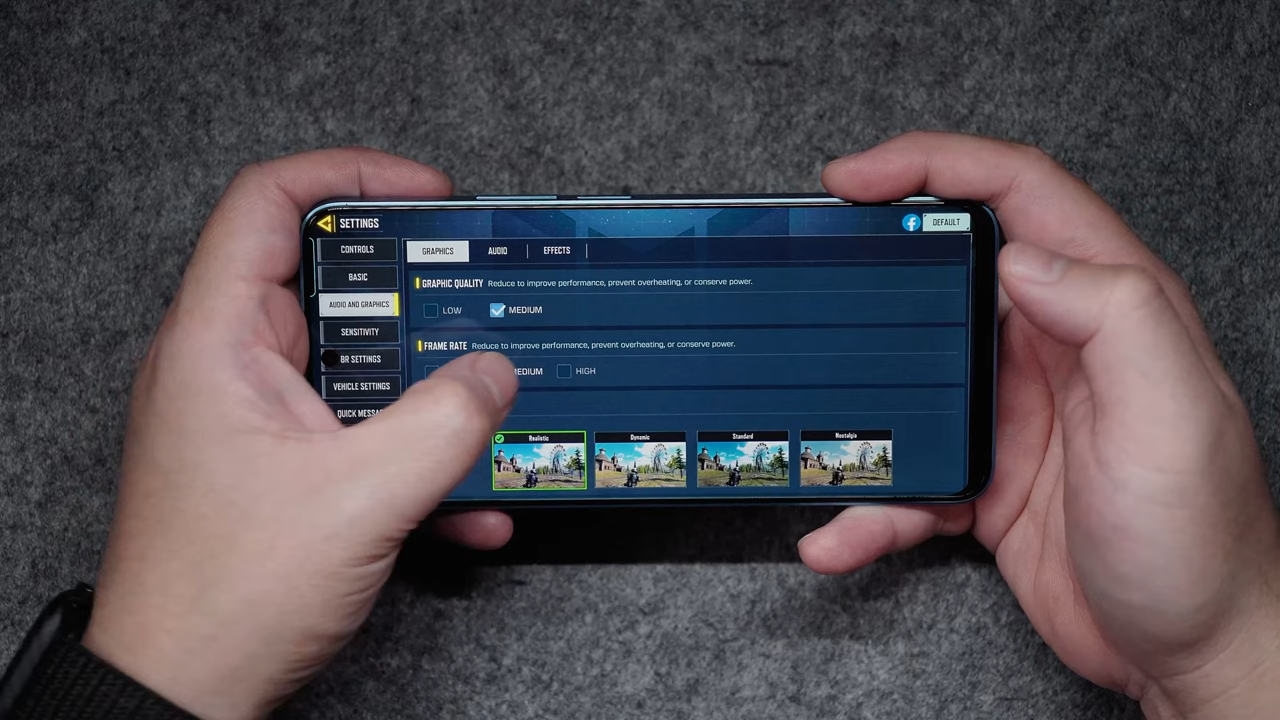 SETTINGS
DEFAULT
CONTROLS
BASIC
AUDIO AND GRAPHICS
SENSITIVITY
BR SETTINGS
VEHICLE SETTINGS
QUICK
GRAPHICS AUDIO EFFECTS
GRAPHIC QUALITY Reduce to improve performance, prevent overheating, or conserve power.
LOW MEDIUM
FRAME RATE Reduce to improve performance, prevent overheating, or conserve power.
EDIUM HIGH
Realistic Dynamic Standard Nostalgia